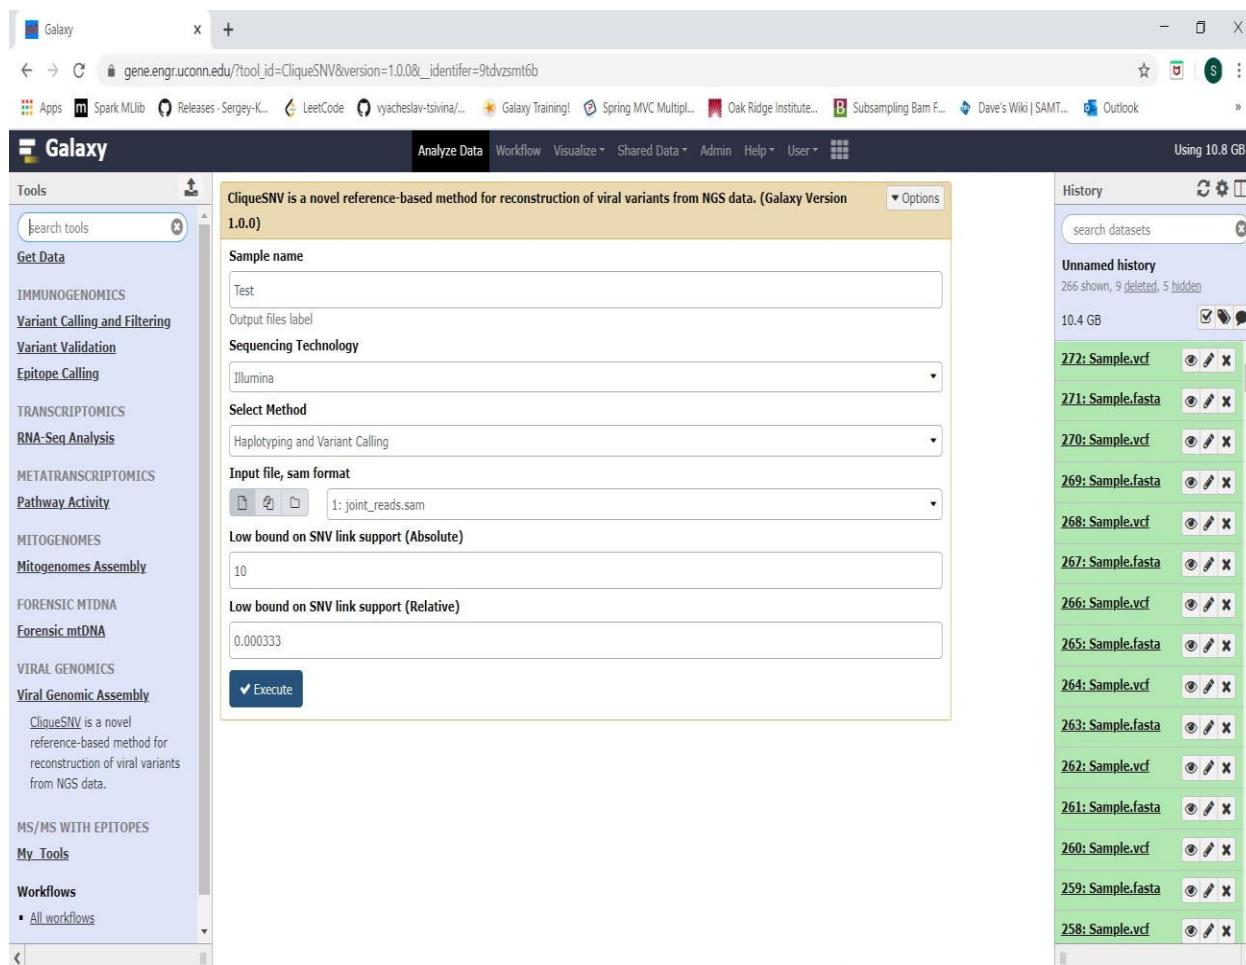 Galaxy
gene.engr.uconn.edu/?tool_id=CliqueSNV&version=1.0.0&_identifer=9tdvzsmt6b
S
Apps Spark MLlib Releases · Sergey-K... LeetCode vyacheslav-tsivina/... Galaxy Training! Spring MVC Multipl... Oak Ridge Institute... Subsampling Bam F... Dave's Wiki | SAMT... Outlook »
Galaxy
Analyze Data Workflow Visualize Shared Data Admin Help User
Using 10.8 GB
Tools
search tools
Get Data
IMMUNOGENOMICS
Variant Calling and Filtering
Variant Validation
Epitope Calling
TRANSCRIPTOMICS
RNA-Seq Analysis
METATRANSCRIPTOMICS
Pathway Activity
MITOGENOMES
Mitogenomes Assembly
FORENSIC MTDNA
Forensic mtDNA
VIRAL GENOMICS
Viral Genomic Assembly
CliqueSNV is a novel
reference-based method for
reconstruction of viral variants
from NGS data.
MS/MS WITH EPITOPES
My Tools
Workflows
All workflows
CliqueSNV is a novel reference-based method for reconstruction of viral variants from NGS data. (Galaxy Version
1.0.0)
Options
Sample name
Test
Output files label
Sequencing Technology
Illumina
Select Method
Haplotyping and Variant Calling
Input file, sam format
1: joint_reads.sam
Low bound on SNV link support (Absolute)
10
Low bound on SNV link support (Relative)
0.000333
Execute
History
search datasets
Unnamed history
266 shown, 9 deleted, 5 hidden
10.4 GB
272: Sample.vcf
271: Sample.fasta
270: Sample.vcf
269: Sample.fasta
268: Sample.vcf
267: Sample.fasta
266: Sample.vcf
265: Sample.fasta
264: Sample.vcf
263: Sample.fasta
262: Sample.vcf
261: Sample.fasta
260: Sample.vcf
259: Sample.fasta
258: Sample.vcf